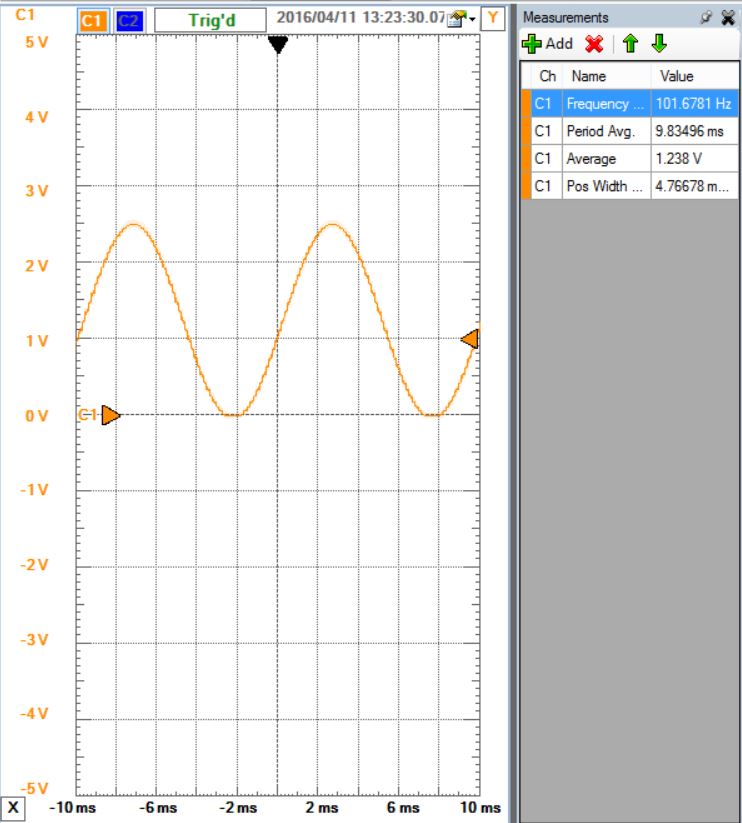 C1
C1 C2 Trig'd 2016/04/11 13:23:30.07 Y
5 V
4 V
3 V
2 V
1 V
C1
0 V
-1 V
-2 V
-3 V
-4 V
-5 V
X -10 ms -6 ms -2 ms 2 ms 6 ms 10 ms
Measurements
Add
Ch Name Value
C1 Frequency ... 101.6781 Hz
C1 Period Avg. 9.83496 ms
C1 Average 1.238 V
C1 Pos Width ... 4.76678 m...